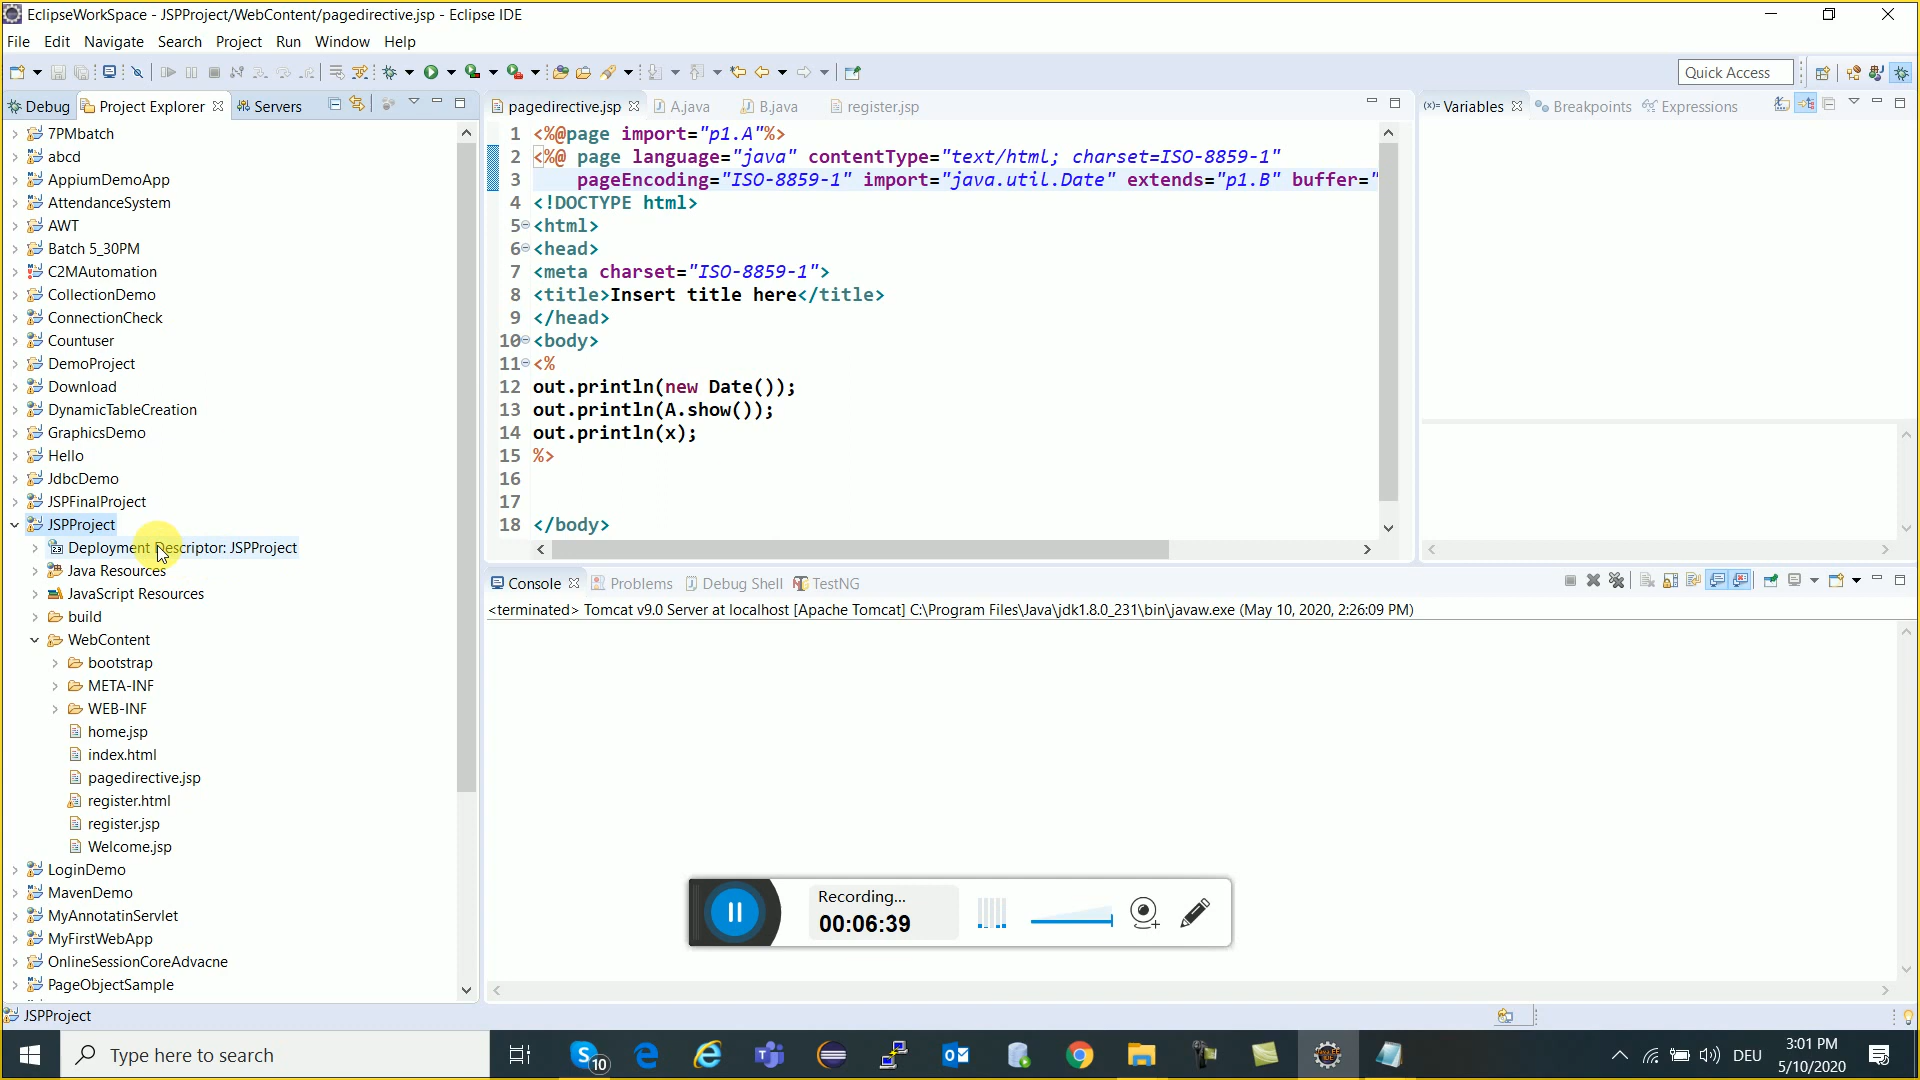 EclipseWorkSpace - JSPProject/WebContent/pagedirective.jsp - Eclipse IDE
File Edit Navigate Search Project Run Window Help
Quick Access
Debug Project Explorer Servers
7PMbatch
abcd
AppiumDemoApp
AttendanceSystem
AWT
Batch 5_30PM
C2MAutomation
CollectionDemo
ConnectionCheck
Countuser
DemoProject
Download
DynamicTableCreation
GraphicsDemo
Hello
JdbcDemo
JSPFinalProject
JSPProject
Deployment Descriptor: JSPProject
Java Resources
JavaScript Resources
build
WebContent
bootstrap
META-INF
WEB-INF
home.jsp
index.html
pagedirective.jsp
register.html
register.jsp
Welcome.jsp
LoginDemo
MavenDemo
MyAnnotatinServlet
MyFirstWebApp
OnlineSessionCoreAdvacne
PageObjectSample
pagedirective.jsp A.java B.java register.jsp
1 <%@page import="p1.A"%>
2 <%@ page language="java" contentType="text/html; charset=ISO-8859-1"
3 pageEncoding="ISO-8859-1" import="java.util.Date" extends="p1.B" buffer="
4 <!DOCTYPE html>
5 <html>
6 <head>
7 <meta charset="ISO-8859-1">
8 <title>Insert title here</title>
9 </head>
10 <body>
11 <%
12 out.println(new Date());
13 out.println(A.show());
14 out.println(x);
15 %>
16
17
18 </body>
(x)= Variables Breakpoints Expressions
Console Problems Debug Shell TestNG
<terminated> Tomcat v9.0 Server at localhost [Apache Tomcat] C:\Program Files\Java\jdk1.8.0_231\bin\javaw.exe (May 10, 2020, 2:26:09 PM)
Recording...
00:06:39
JSPProject
Type here to search
10
DEU
3:01 PM
5/10/2020